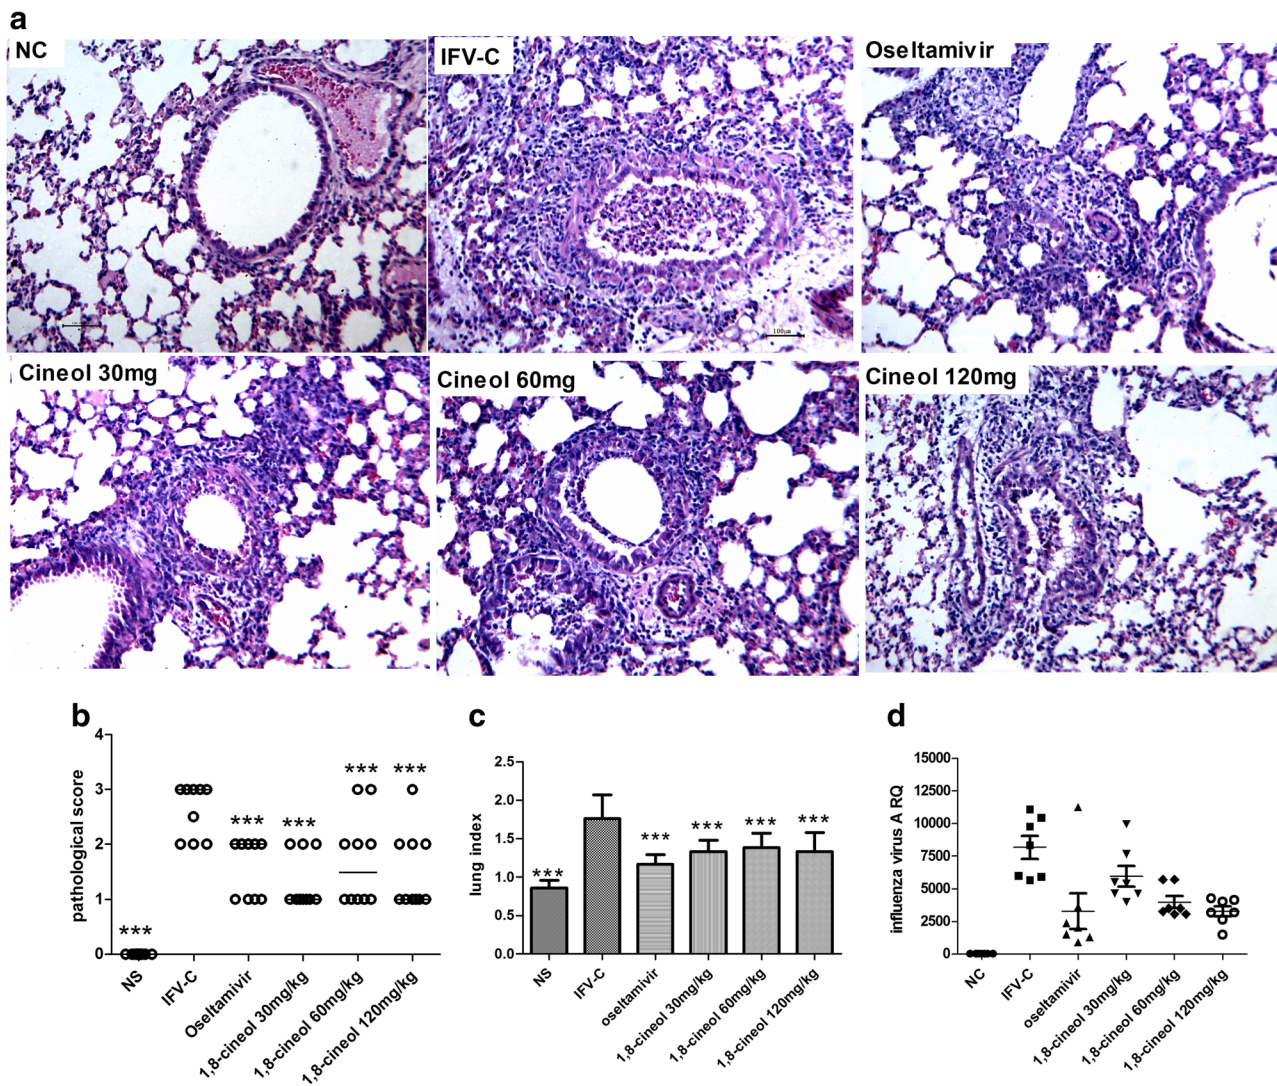 a
NC
IFV-C
Oseltamivir
100μm
Cineol 30mg
Cineol 60mg
Cineol 120mg
b
pathological score
4
3
2
1
0
***
***
***
***
***
NS
IFV-C
Oseltamivir
1,8-cineol 30mg/kg
1,8-cineol 60mg/kg
1,8-cineol 120mg/kg
c
lung index
2.5
2.0
1.5
1.0
0.5
0.0
***
***
***
***
***
NS
IFV-C
oseltamivir
1,8-cineol 30mg/kg
1,8-cineol 60mg/kg
1,8-cineol 120mg/kg
d
influenza virus A RQ
15000
12500
10000
7500
5000
2500
0
NC
IFV-C
oseltamivir
1,8-cineol 30mg/kg
1,8-cineol 60mg/kg
1,8-cineol 120mg/kg